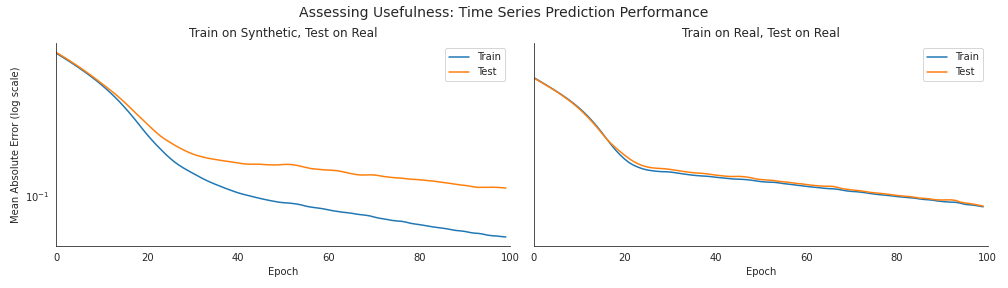 Assessing Usefulness: Time Series Prediction Performance
Train on Synthetic, Test on Real
Train
Test
Mean Absolute Error (log scale)
10⁻¹
0 20 40 60 80 100
Epoch
Train on Real, Test on Real
Train
Test
0 20 40 60 80 100
Epoch